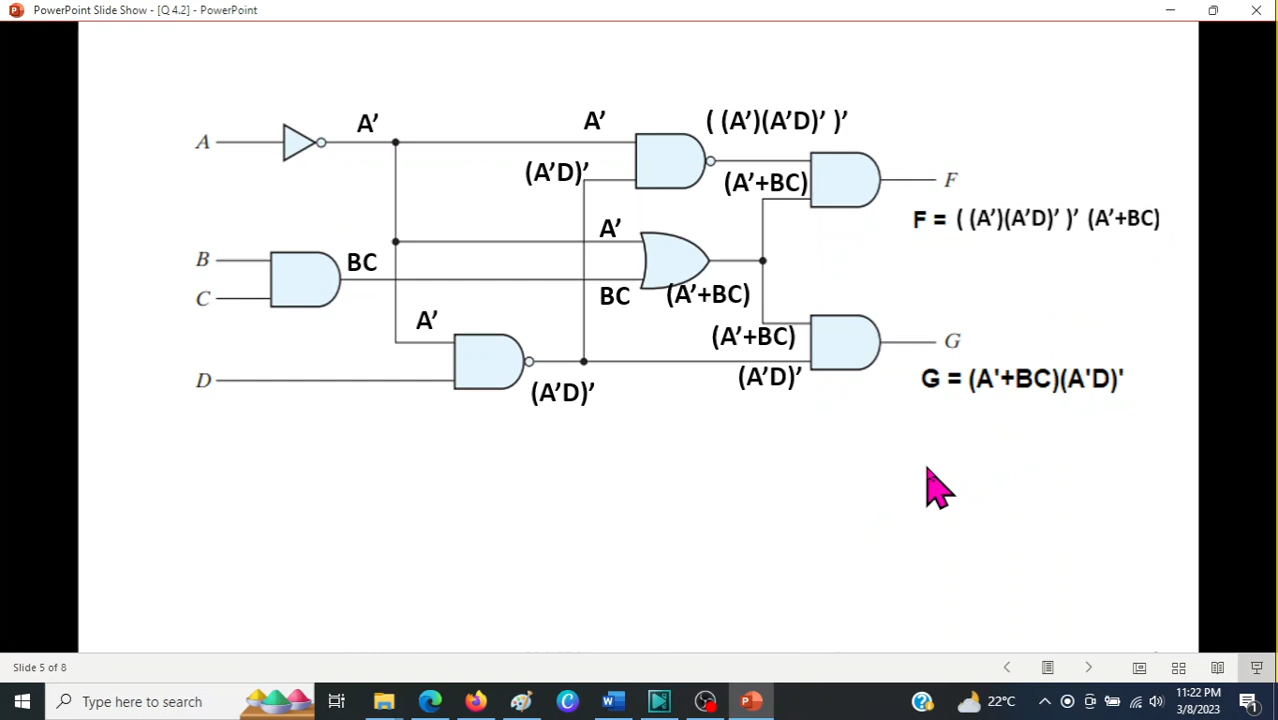 PowerPoint Slide Show - [Q 4.2] - PowerPoint
A A’ A’ ( (A’)(A’D)’ )’
(A’D)’ (A’+BC) F
F = ( (A’)(A’D)’ )’ (A’+BC)
A’
B BC
C BC (A’+BC)
A’ (A’+BC) G
D (A’D)’ (A’D)’ G = (A'+BC)(A'D)'
Slide 5 of 8
Type here to search
22°C
11:22 PM
3/8/2023
1